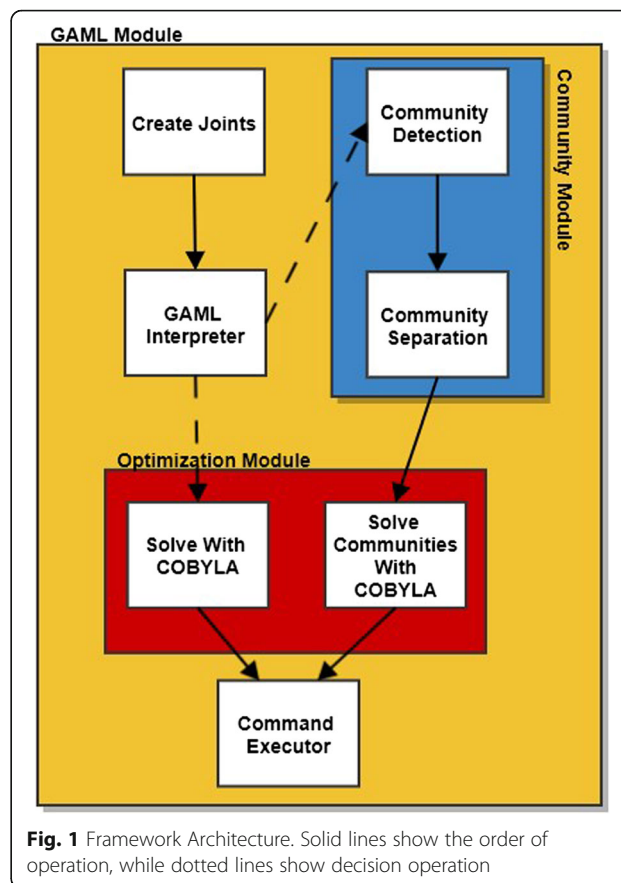 GAML Module
Create Joints
Community
Detection
Community Module
GAML
Interpreter
Community
Separation
Optimization Module
Solve With
COBYLA
Solve
Communities
With
COBYLA
Command
Executor
Fig. 1 Framework Architecture. Solid lines show the order of
operation, while dotted lines show decision operation